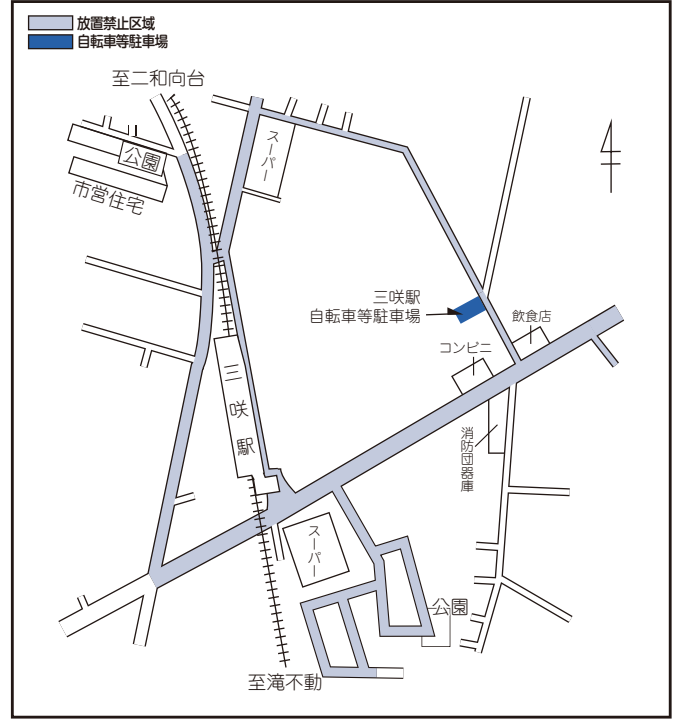 放置禁止区域
自転車等駐車場
至二和向台
スーパー
公園
市営住宅
三咲駅
自転車等駐車場
飲食店
コンビニ
三咲駅
消防団器庫
スーパー
公園
至滝不動